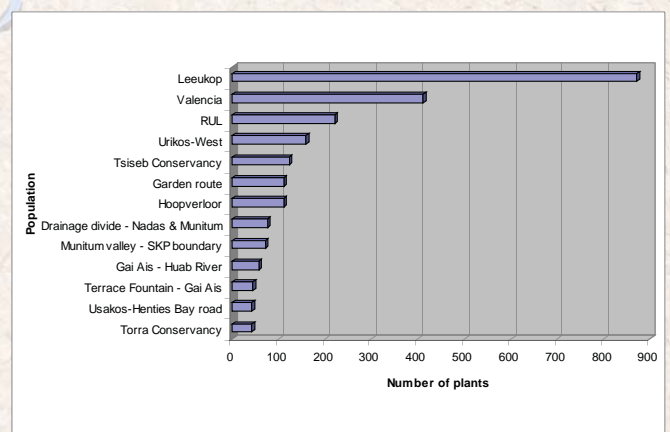 Leeukop
Valencia
RUL
Urikos-West
Tsiseb Conservancy
Garden route
Hoopverloor
Drainage divide - Nadas & Munitum
Munitum valley - SKP boundary
Gai Ais - Huab River
Terrace Fountain - Gai Ais
Usakos-Henties Bay road
Torra Conservancy
Population
0 100 200 300 400 500 600 700 800 900
Number of plants